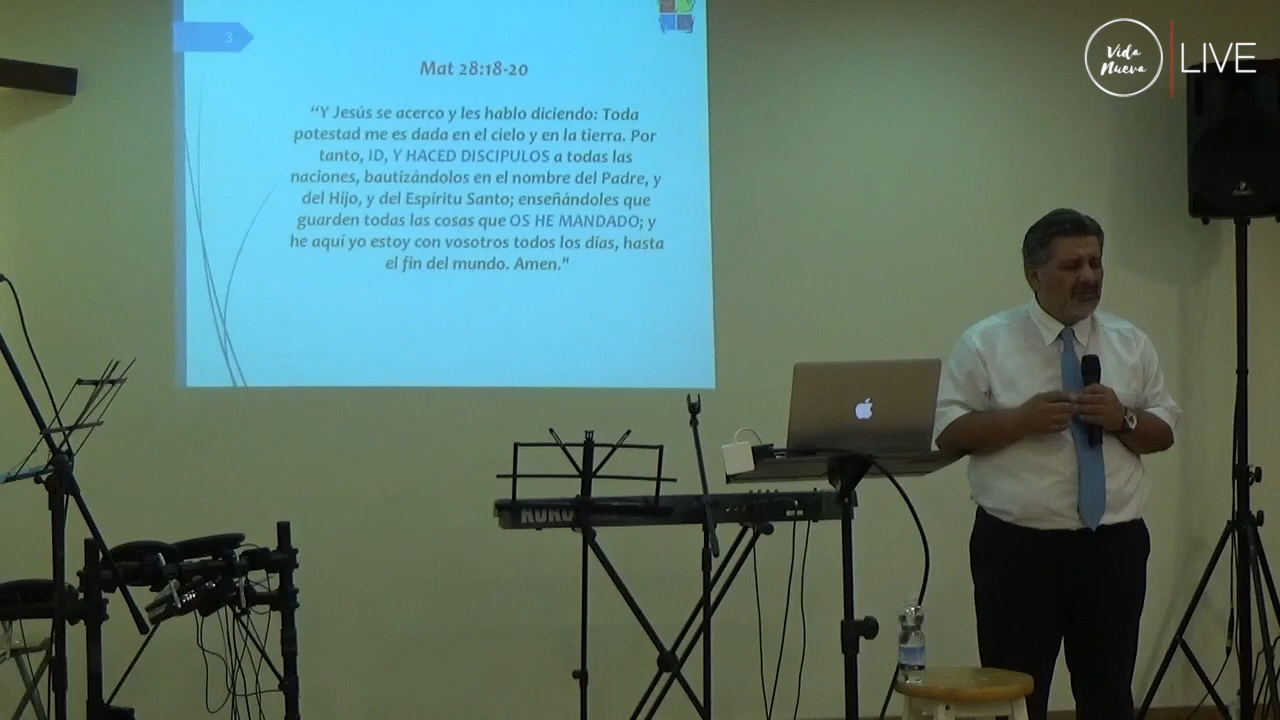 3
Mat 28:18-20
“Y Jesús se acerco y les hablo diciendo: Toda
potestad me es dada en el cielo y en la tierra. Por
tanto, ID, Y HACED DISCIPULOS a todas las
naciones, bautizándolos en el nombre del Padre, y
del Hijo, y del Espíritu Santo; enseñándoles que
guarden todas las cosas que OS HE MANDADO; y
he aquí yo estoy con vosotros todos los días, hasta
el fin del mundo. Amen."
Vida
Nueva
LIVE
KORG